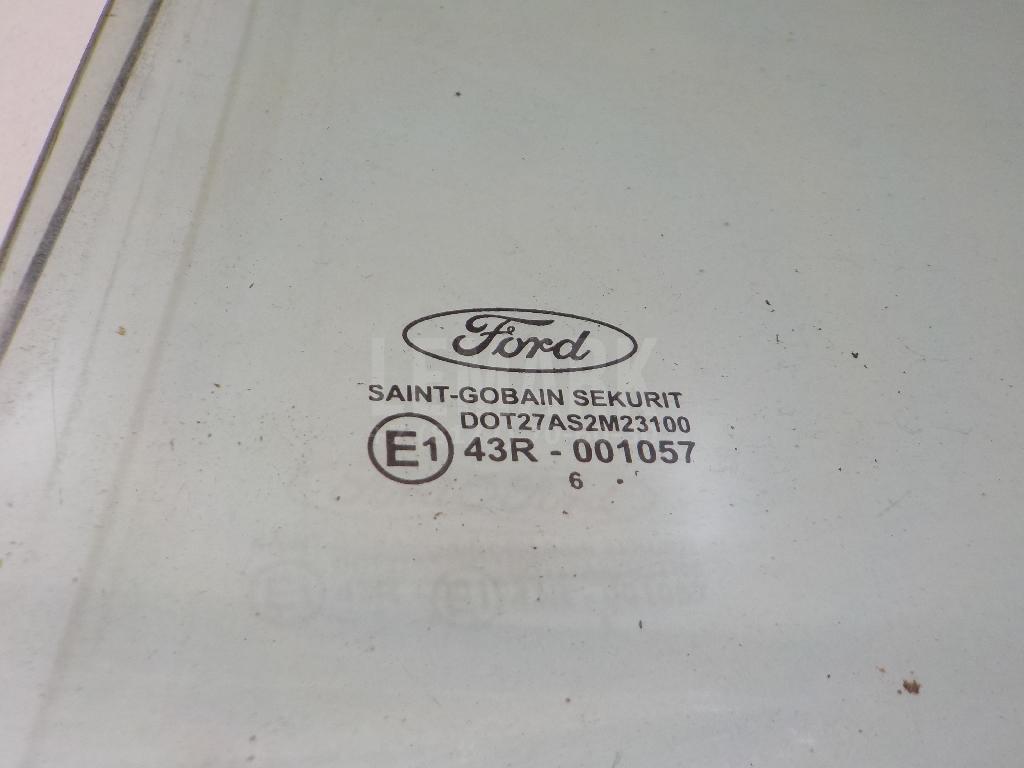 Ford
SAINT-GOBAIN SEKURIT
DOT27AS2M23100
E1 43R - 001057
6 .